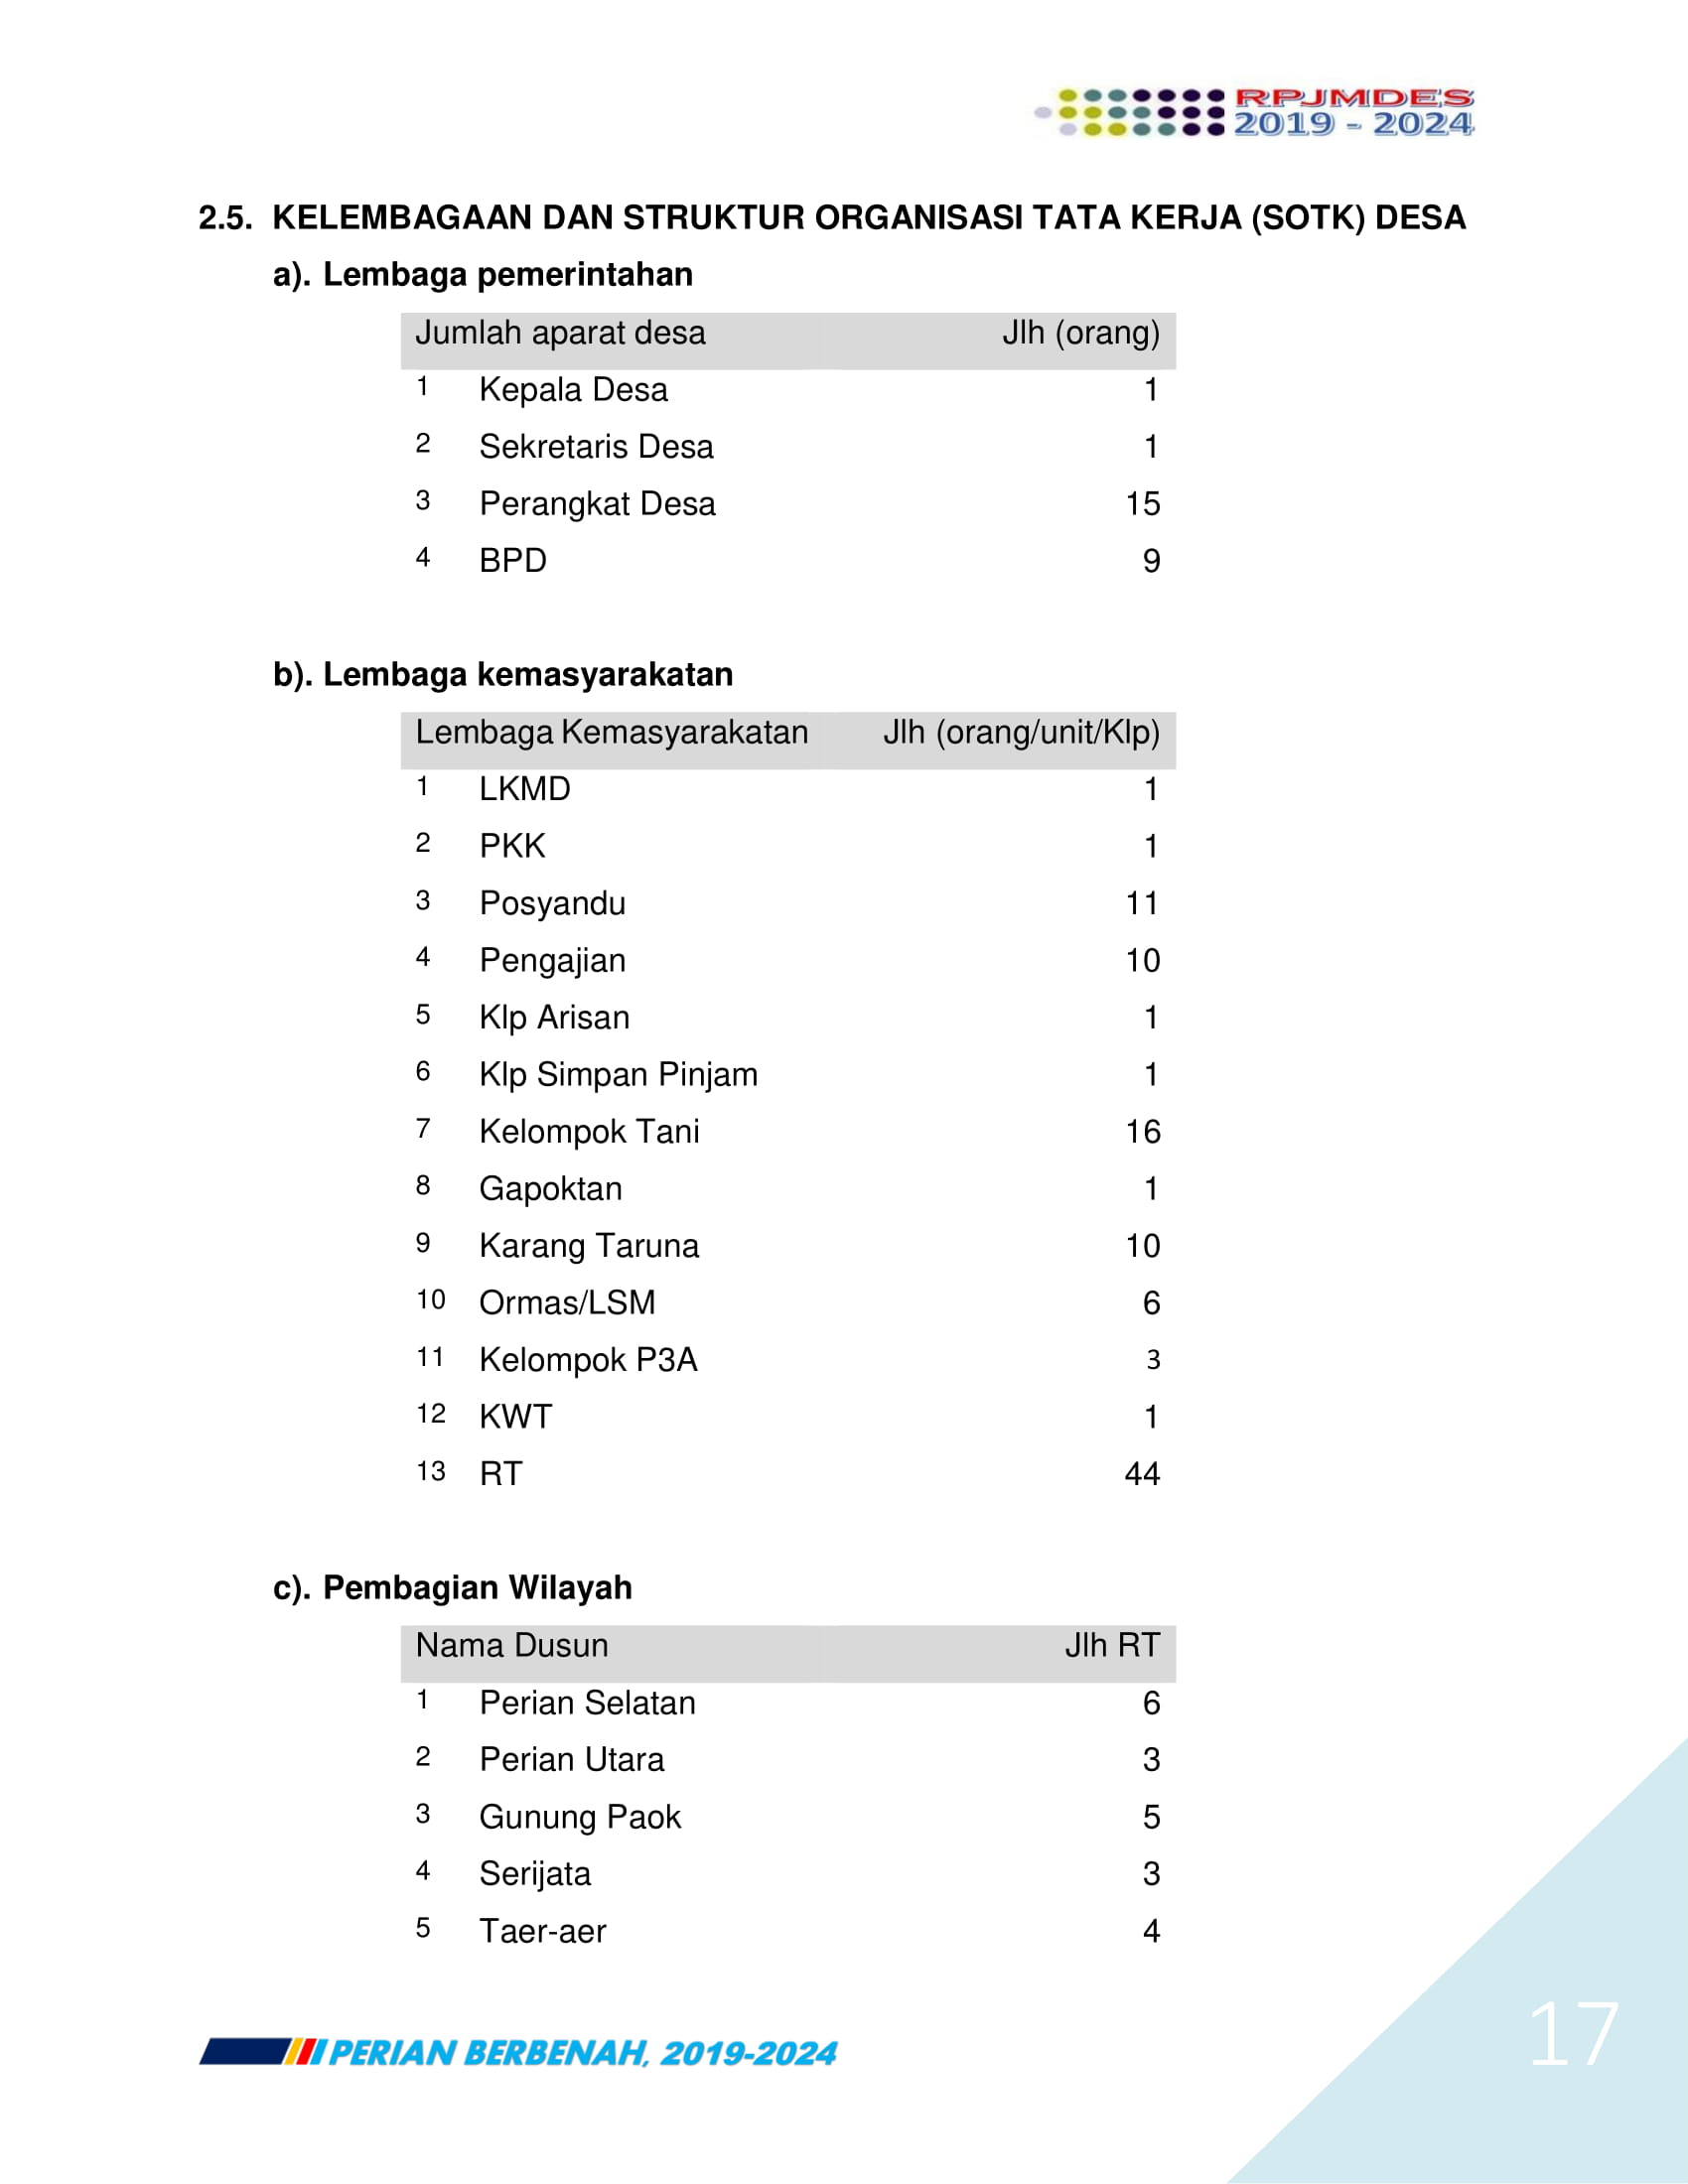 RPJMDES
2019 - 2024
2.5. KELEMBAGAAN DAN STRUKTUR ORGANISASI TATA KERJA (SOTK) DESA
a). Lembaga pemerintahan
Jumlah aparat desa Jlh (orang)
1 Kepala Desa 1
2 Sekretaris Desa 1
3 Perangkat Desa 15
4 BPD 9
b). Lembaga kemasyarakatan
Lembaga Kemasyarakatan Jlh (orang/unit/Klp)
1 LKMD 1
2 PKK 1
3 Posyandu 11
4 Pengajian 10
5 Klp Arisan 1
6 Klp Simpan Pinjam 1
7 Kelompok Tani 16
8 Gapoktan 1
9 Karang Taruna 10
10 Ormas/LSM 6
11 Kelompok P3A 3
12 KWT 1
13 RT 44
c). Pembagian Wilayah
Nama Dusun Jlh RT
1 Perian Selatan 6
2 Perian Utara 3
3 Gunung Paok 5
4 Serijata 3
5 Taer-aer 4
PERIAN BERBENAH, 2019-2024
17